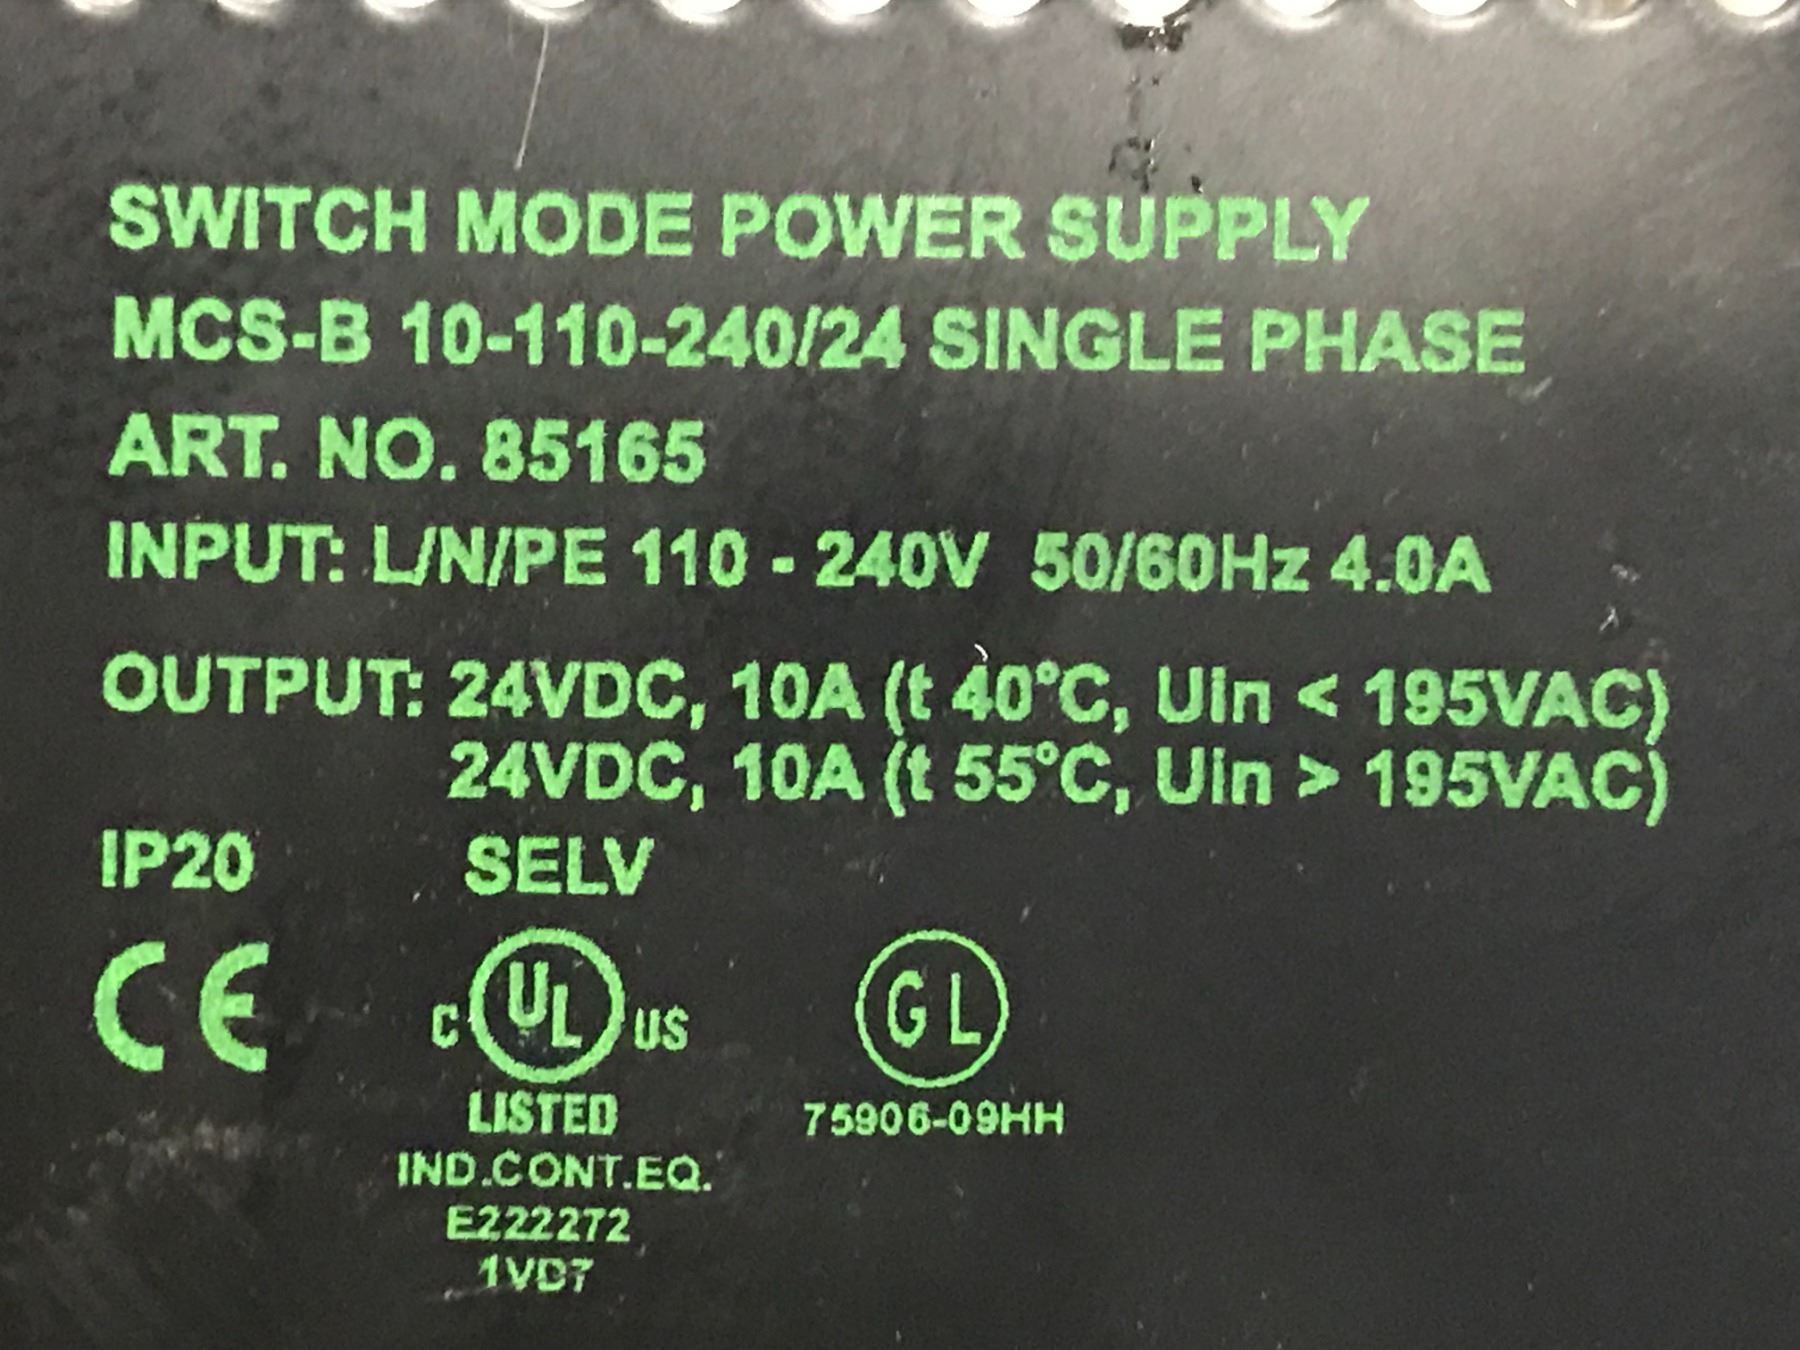 SWITCH MODE POWER SUPPLY
MCS-B 10-110-240/24 SINGLE PHASE
ART. NO. 85165
INPUT: L/N/PE 110 - 240V 50/60Hz 4.0A
OUTPUT: 24VDC, 10A (t 40°C, Uin < 195VAC)
24VDC, 10A (t 55°C, Uin > 195VAC)
IP20 SELV
CE C UL US GL
LISTED 75906-09HH
IND.CONT.EQ.
E222272
1VD7